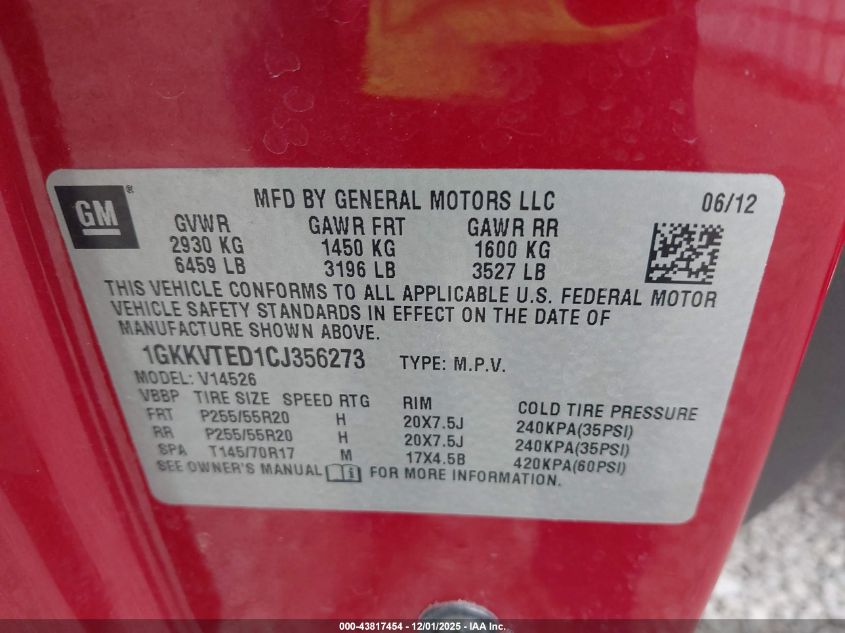 GM®
MFD BY GENERAL MOTORS LLC 06/12
GVWR GAWR FRT GAWR RR
2930 KG 1450 KG 1600 KG
6459 LB 3196 LB 3527 LB
THIS VEHICLE CONFORMS TO ALL APPLICABLE U.S. FEDERAL MOTOR
VEHICLE SAFETY STANDARDS IN EFFECT ON THE DATE OF
MANUFACTURE SHOWN ABOVE.
1GKKVTED1CJ356273 TYPE: M.P.V.
MODEL: V14526
VBBP TIRE SIZE SPEED RTG RIM COLD TIRE PRESSURE
FRT P255/55R20 H 20X7.5J 240KPA(35PSI)
RR P255/55R20 H 20X7.5J 240KPA(35PSI)
SPA T145/70R17 M 17X4.5B 420KPA(60PSI)
SEE OWNER'S MANUAL FOR MORE INFORMATION.
000-43817454 - 12/01/2025 - IAA Inc.